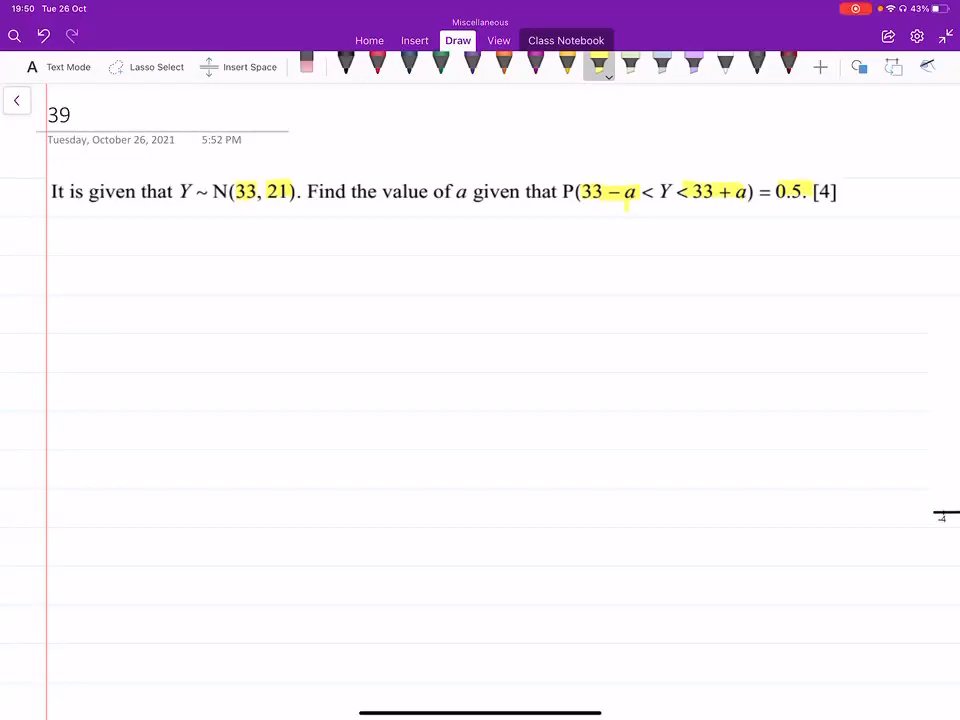 19:50 Tue 26 Oct
43%
Miscellaneous
Home Insert Draw View Class Notebook
A Text Mode Lasso Select Insert Space
39
Tuesday, October 26, 2021 5:52 PM
It is given that Y ~ N(33, 21). Find the value of a given that P(33 − a < Y < 33 + a) = 0.5. [4]
-4